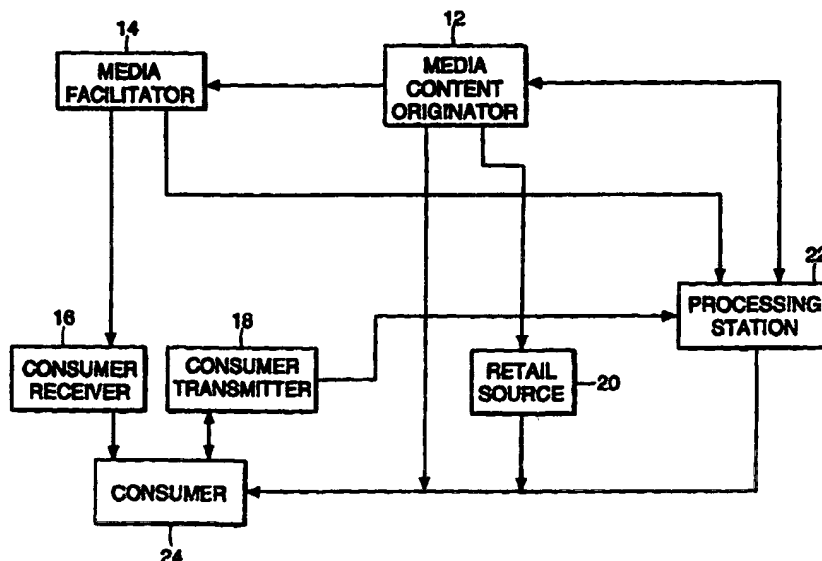 14
MEDIA
FACILITATOR
12
MEDIA
CONTENT
ORIGINATOR
22
PROCESSING
STATION
16
CONSUMER
RECEIVER
18
CONSUMER
TRANSMITTER
RETAIL
SOURCE
20
CONSUMER
24